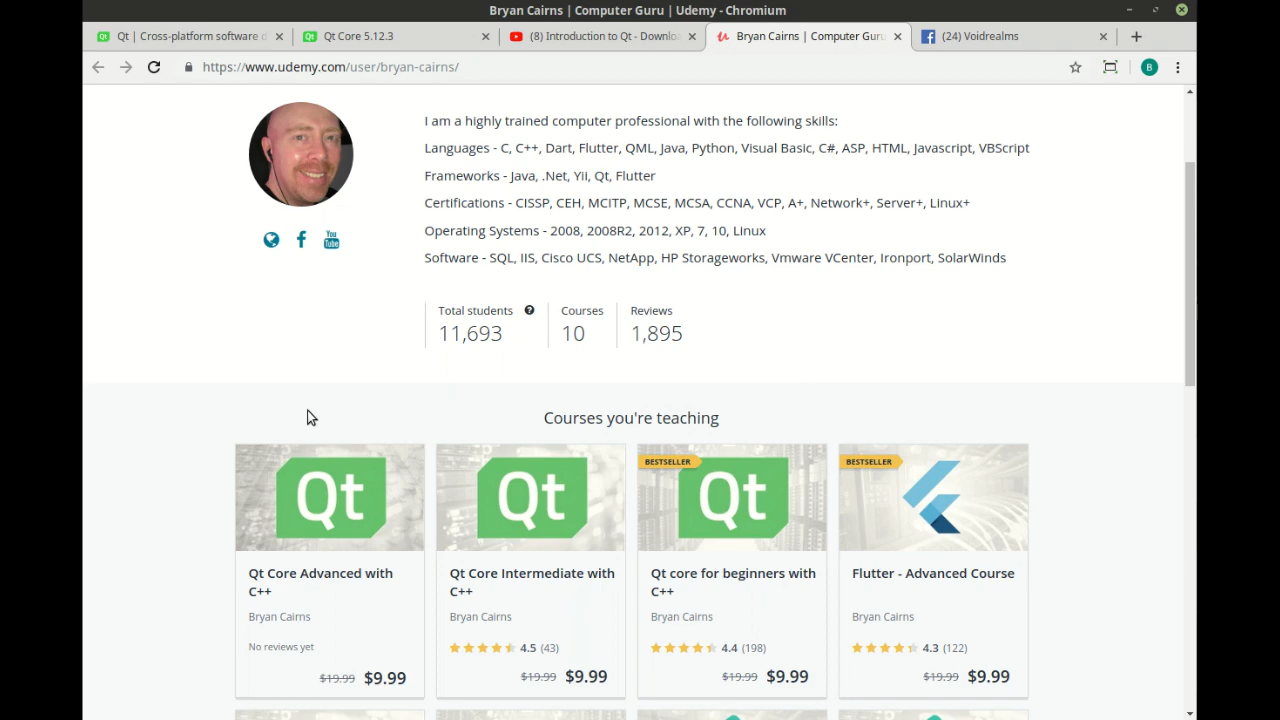 Bryan Cairns | Computer Guru | Udemy - Chromium
Qt | Cross-platform software d
Qt Core 5.12.3
(8) Introduction to Qt - Downlo
Bryan Cairns | Computer Guru
(24) Voidrealms
https://www.udemy.com/user/bryan-cairns/
B
I am a highly trained computer professional with the following skills:
Languages - C, C++, Dart, Flutter, QML, Java, Python, Visual Basic, C#, ASP, HTML, Javascript, VBScript
Frameworks - Java, .Net, Yii, Qt, Flutter
Certifications - CISSP, CEH, MCITP, MCSE, MCSA, CCNA, VCP, A+, Network+, Server+, Linux+
Operating Systems - 2008, 2008R2, 2012, XP, 7, 10, Linux
Software - SQL, IIS, Cisco UCS, NetApp, HP Storageworks, Vmware VCenter, Ironport, SolarWinds
You Tube
Total students Courses Reviews
11,693 10 1,895
Courses you're teaching
BESTSELLER BESTSELLER
Qt Qt Qt
Qt Core Advanced with C++
Bryan Cairns
No reviews yet
$19.99 $9.99
Qt Core Intermediate with C++
Bryan Cairns
4.5 (43)
$19.99 $9.99
Qt core for beginners with C++
Bryan Cairns
4.4 (198)
$19.99 $9.99
Flutter - Advanced Course
Bryan Cairns
4.3 (122)
$19.99 $9.99